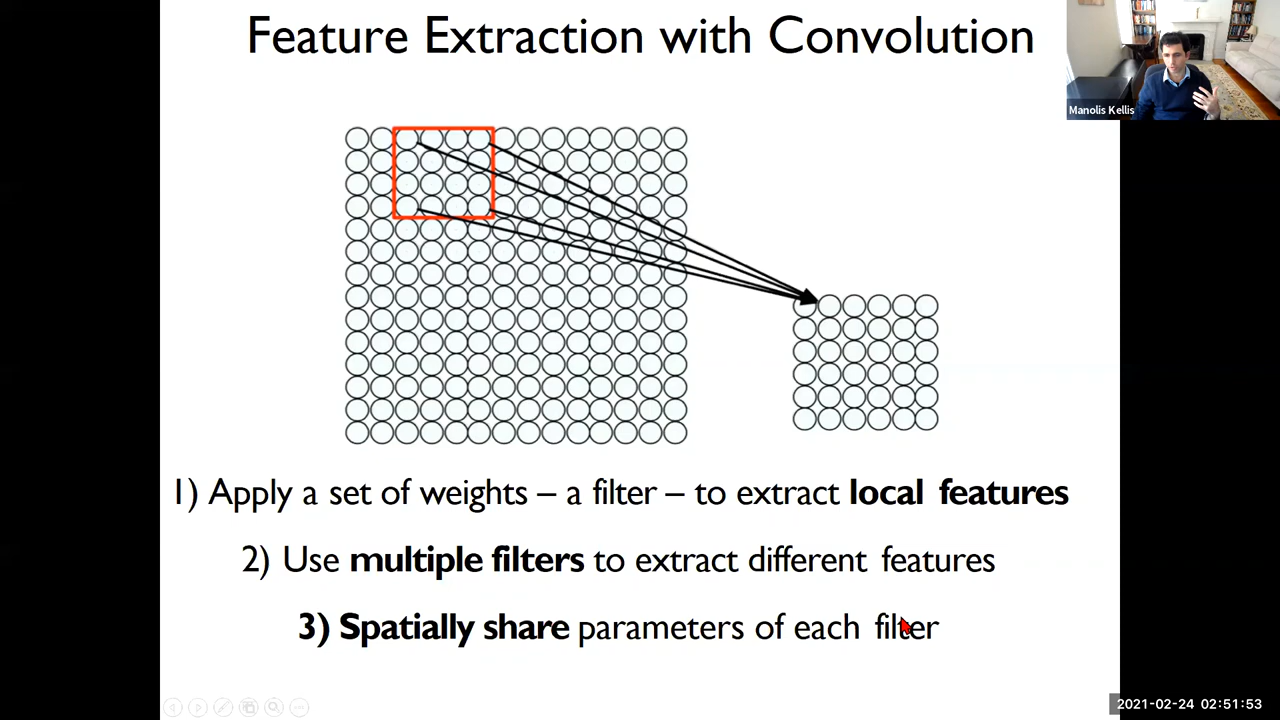 Feature Extraction with Convolution
Manolis Kellis
1) Apply a set of weights – a filter – to extract local features
2) Use multiple filters to extract different features
3) Spatially share parameters of each filter
2021-02-24 02:51:53